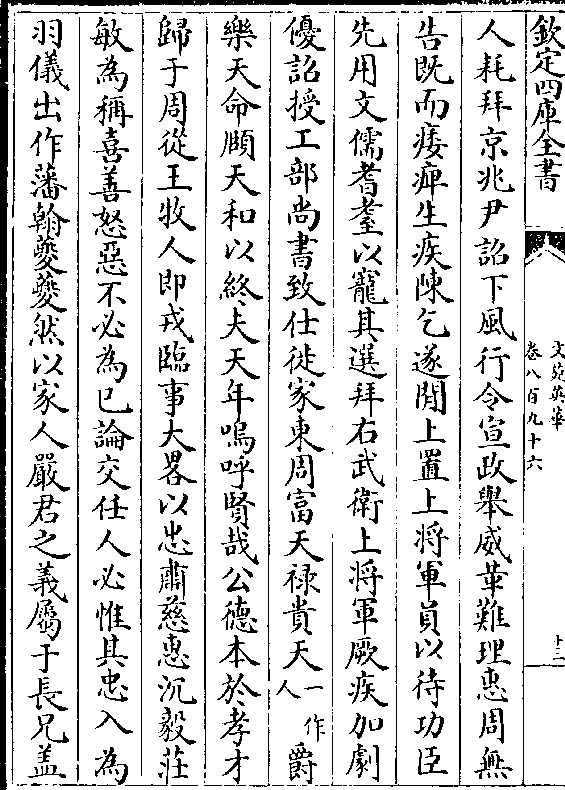 欽定四庫全書
文苑英華
卷八百九十六
十三
人耗拜京兆尹詔下風行令宣政舉威革難理惠周無
告既而痿痺生疾陳乞遂閒上置上將軍員以待功臣
先用文儒耆耋以寵其選拜右武衛上將軍厥疾加劇
優詔授工部尚書致仕徙家東周富天禄貴天一作人爵
樂天命頤天和以終夫天年嗚呼賢哉公德本於孝才
歸于周從王牧人即戎臨事大畧以忠肅慈惠沉毅莊
敏為稱喜善怒惡不必為已論交任人必惟其忠入為
羽儀出作藩翰夔夔然以家人嚴君之義屬于長兄盖